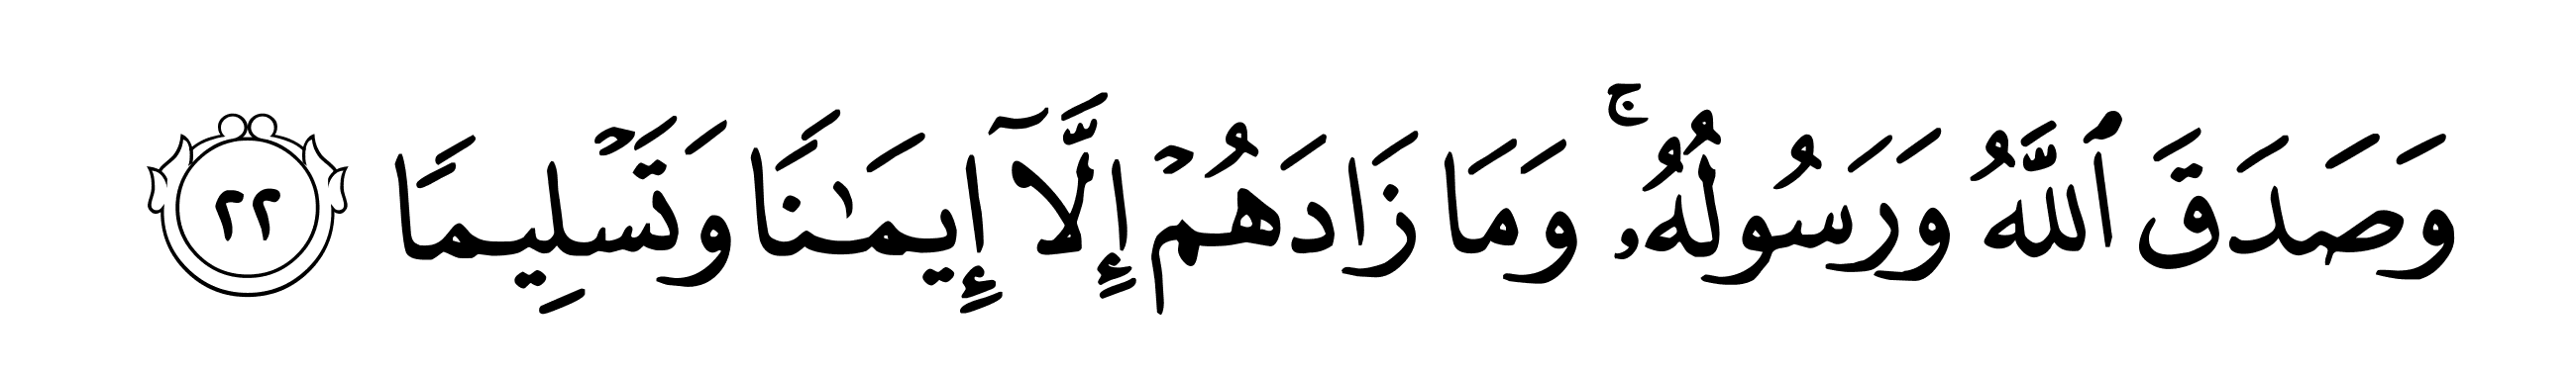 وَصَدَقَ ٱللَّهُ وَرَسُولُهُۥۚ وَمَا زَادَهُمۡ إِلَّآ إِيمَٰنٗا وَتَسۡلِيمٗا ٢٢